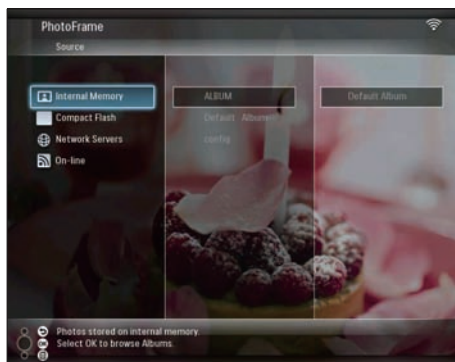 PhotoFrame
Source
Internal Memory
Compact Flash
Network Servers
On-line
ALBUM
Default Album
config
Default Album
Photos stored on internal memory.
Select OK to browse Albums.